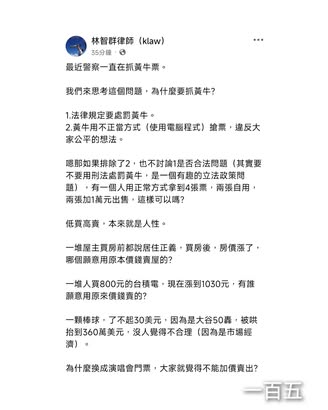 林智群律師（klaw）
35分鐘
最近警察一直在抓黃牛票。
我們來思考這個問題，為什麼要抓黃牛？
1.法律規定要處罰黃牛。
2.黃牛用不正當方式（使用電腦程式）搶票，違反大
家公平的想法。
嗯那如果排除了2，也不討論1是否合法問題（其實要
不要用刑法處罰黃牛，是一個有趣的立法政策問
題），有一個人用正常方式拿到4張票，兩張自用，
兩張加1萬元出售，這樣可以嗎？
低買高賣，本來就是人性。
一堆屋主買房前都說居住正義，買房後，房價漲了，
哪個願意用原本價錢賣屋的？
一堆人買800元的台積電，現在漲到1030元，有誰
願意用原來價錢賣的？
一顆棒球，了不起30美元，因為是大谷50轟，被哄
抬到360萬美元，沒人覺得不合理（因為是市場經
濟）。
為什麼換成演唱會門票，大家就覺得不能加價賣出？
一百五